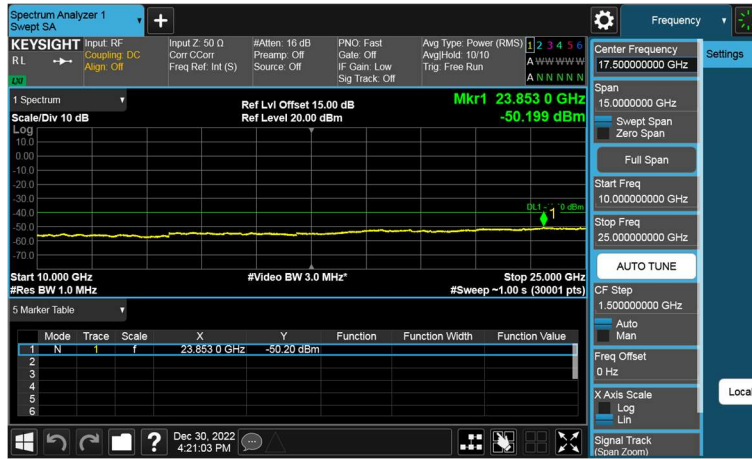 Spectrum Analyzer 1
Swept SA
Frequency
KEYSIGHT
RL
LXI
Input: RF
Coupling: DC
Align: Off
Input Z: 50 Ω
Corr CCorr
Freq Ref: Int (S)
#Atten: 16 dB
Preamp: Off
Source: Off
PNO: Fast
Gate: Off
IF Gain: Low
Sig Track: Off
Avg Type: Power (RMS)
Avg|Hold: 10/10
Trig: Free Run
1 2 3 4 5 6
A W W W W W
A N N N N N
1 Spectrum
Scale/Div 10 dB
Ref Lvl Offset 15.00 dB
Ref Level 20.00 dBm
Mkr1 23.853 0 GHz
-50.199 dBm
Log
10.0
0.00
-10.0
-20.0
-30.0
-40.0
-50.0
-60.0
-70.0
DL1
0 dBm
1
Start 10.000 GHz
#Res BW 1.0 MHz
#Video BW 3.0 MHz*
Stop 25.000 GHz
#Sweep ~1.00 s (30001 pts)
5 Marker Table
Mode Trace Scale X Y Function Function Width Function Value
1 N 1 f 23.853 0 GHz -50.20 dBm
2
3
4
5
6
Dec 30, 2022
4:21:03 PM
Center Frequency
17.500000000 GHz
Settings
Span
15.0000000 GHz
Swept Span
Zero Span
Full Span
Start Freq
10.000000000 GHz
Stop Freq
25.000000000 GHz
AUTO TUNE
CF Step
1.500000000 GHz
Auto
Man
Freq Offset
0 Hz
X Axis Scale
Log
Lin
Local
Signal Track
(Span Zoom)